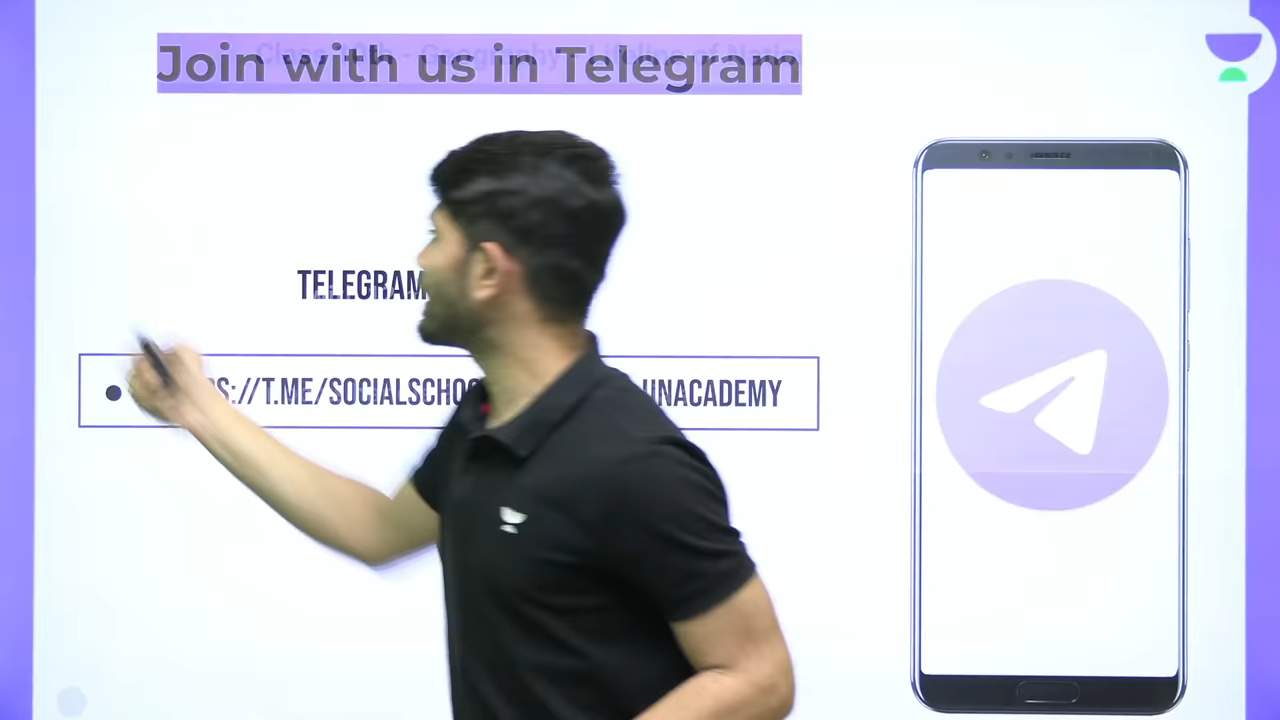 Join with us in Telegram
TELEGRAM
S://T.ME/SOCIALSCHO UNACADEMY